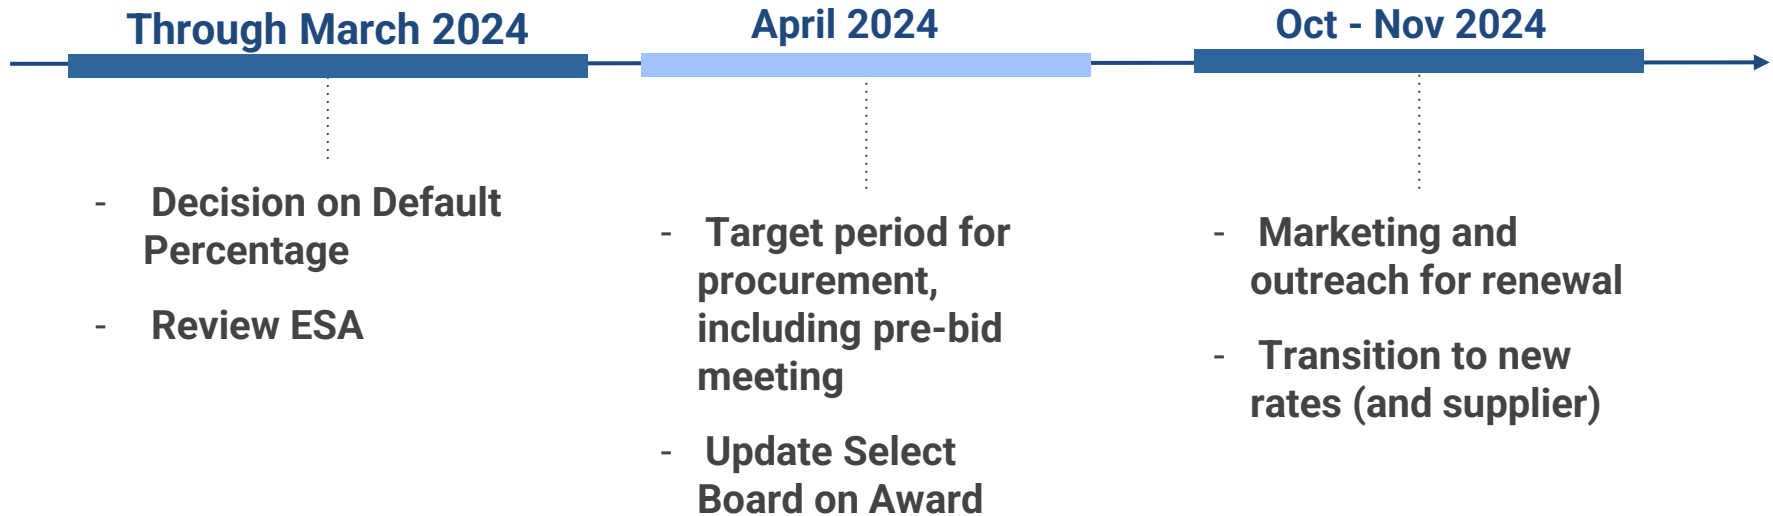 Through March 2024
- Decision on Default
Percentage
- Review ESA
April 2024
- Target period for
procurement,
including pre-bid
meeting
- Update Select
Board on Award
Oct - Nov 2024
- Marketing and
outreach for renewal
- Transition to new
rates (and supplier)